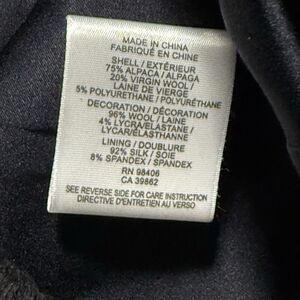 MADE IN CHINA
FABRIQUÉ EN CHINE
SHELL / EXTÉRIEUR
75% ALPACA / ALPAGA
20% VIRGIN WOOL /
LAINE DE VIERGE
5% POLYURETHANE / POLYURETHANE
DECORATION / DÉCORATION
96% WOOL / LAINE
4% LYCRA/ELASTANE /
LYCAR/ÉLASTHANNE
LINING / DOUBLURE
92% SILK / SOIE
8% SPANDEX / SPANDEX
RN 98406
CA 39862
SEE REVERSE SIDE FOR CARE INSTRUCTION
DIRECTIVE D'ENTRETIEN AU VERSO